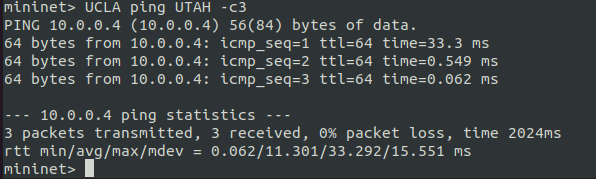 mininet> UCLA ping UTAH -c3
PING 10.0.0.4 (10.0.0.4) 56(84) bytes of data.
64 bytes from 10.0.0.4: icmp_seq=1 ttl=64 time=33.3 ms
64 bytes from 10.0.0.4: icmp_seq=2 ttl=64 time=0.549 ms
64 bytes from 10.0.0.4: icmp_seq=3 ttl=64 time=0.062 ms

--- 10.0.0.4 ping statistics ---
3 packets transmitted, 3 received, 0% packet loss, time 2024ms
rtt min/avg/max/mdev = 0.062/11.301/33.292/15.551 ms
mininet>